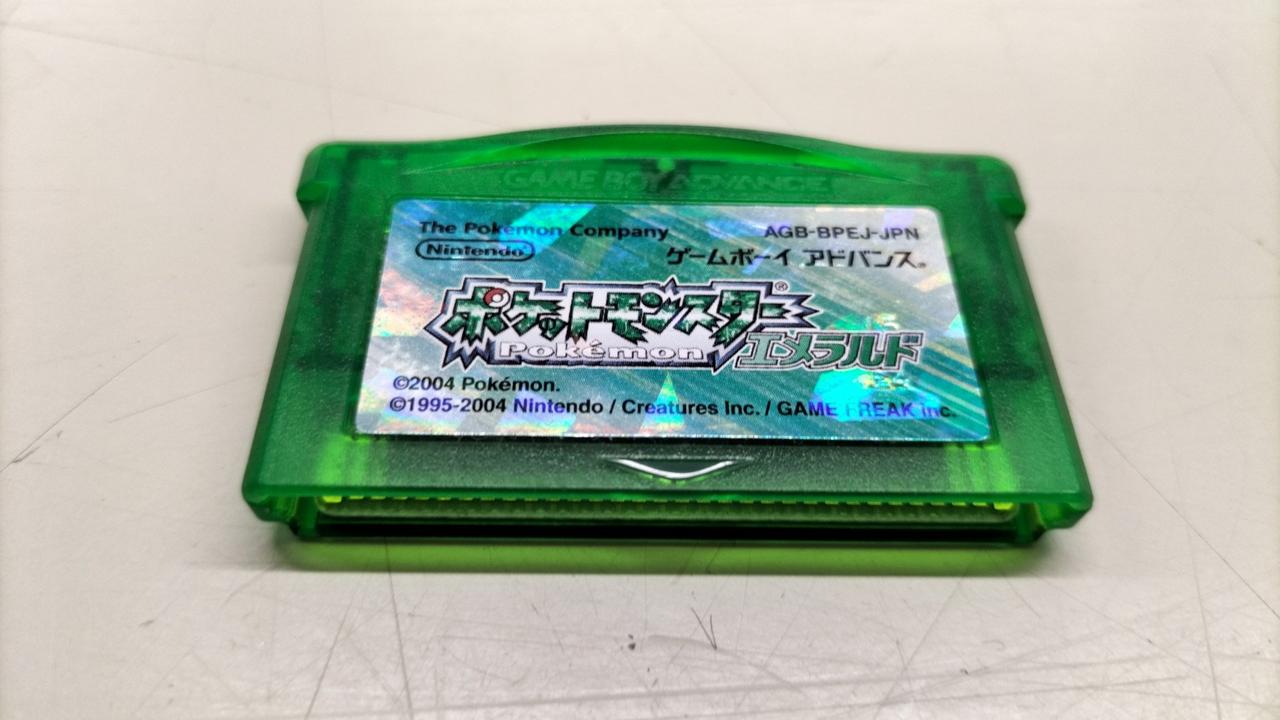 GAME BOY ADVANCE
The Pokémon Company AGB-BPEJ-JPN
Nintendo® ゲームボーイ アドバンス®
ポケットモンスター®
Pokémon エメラルド
©2004 Pokémon.
©1995-2004 Nintendo / Creatures Inc. / GAME FREAK inc.